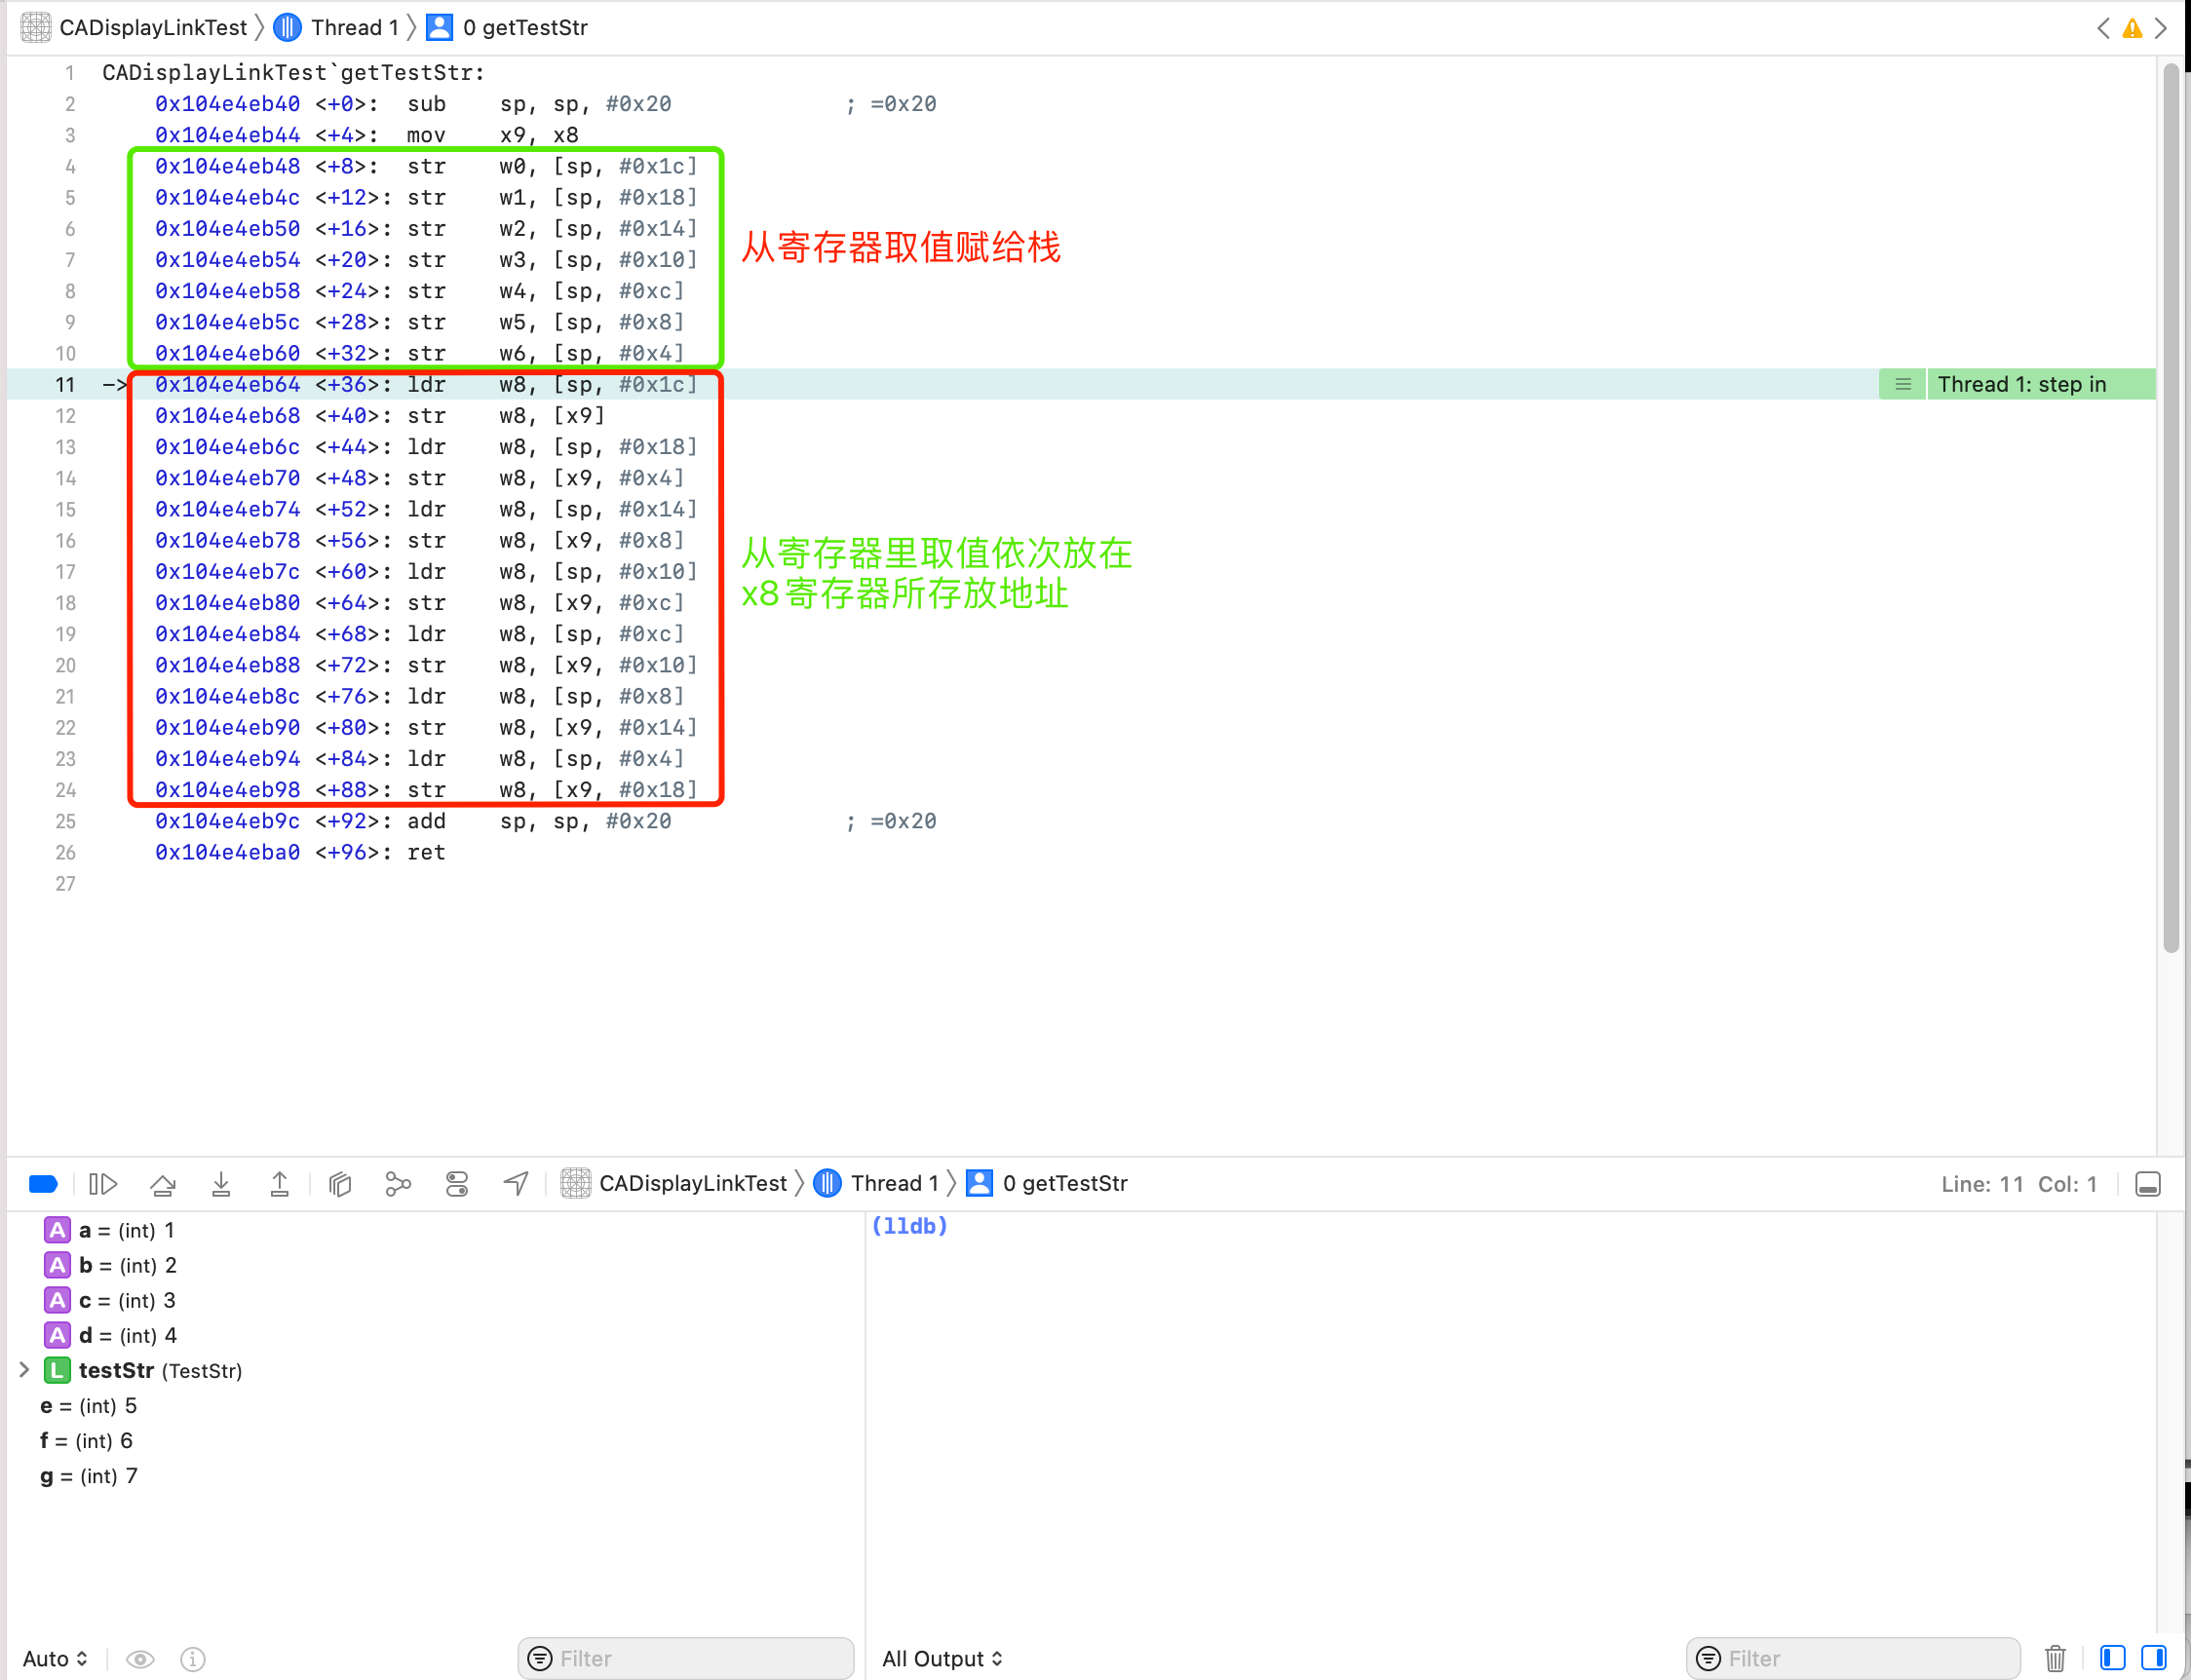 CADisplayLinkTest 〉 Thread 1 〉 0 getTestStr
1 CADisplayLinkTest`getTestStr:
2 0x104e4eb40 <+0>: sub sp, sp, #0x20 ; =0x20
3 0x104e4eb44 <+4>: mov x9, x8
4 0x104e4eb48 <+8>: str w0, [sp, #0x1c]
5 0x104e4eb4c <+12>: str w1, [sp, #0x18]
6 0x104e4eb50 <+16>: str w2, [sp, #0x14]
从寄存器取值赋给栈
7 0x104e4eb54 <+20>: str w3, [sp, #0x10]
8 0x104e4eb58 <+24>: str w4, [sp, #0xc]
9 0x104e4eb5c <+28>: str w5, [sp, #0x8]
10 0x104e4eb60 <+32>: str w6, [sp, #0x4]
11 -> 0x104e4eb64 <+36>: ldr w8, [sp, #0x1c] Thread 1: step in
12 0x104e4eb68 <+40>: str w8, [x9]
13 0x104e4eb6c <+44>: ldr w8, [sp, #0x18]
14 0x104e4eb70 <+48>: str w8, [x9, #0x4]
15 0x104e4eb74 <+52>: ldr w8, [sp, #0x14]
16 0x104e4eb78 <+56>: str w8, [x9, #0x8]
从寄存器里取值依次放在
17 0x104e4eb7c <+60>: ldr w8, [sp, #0x10]
x8寄存器所存放地址
18 0x104e4eb80 <+64>: str w8, [x9, #0xc]
19 0x104e4eb84 <+68>: ldr w8, [sp, #0xc]
20 0x104e4eb88 <+72>: str w8, [x9, #0x10]
21 0x104e4eb8c <+76>: ldr w8, [sp, #0x8]
22 0x104e4eb90 <+80>: str w8, [x9, #0x14]
23 0x104e4eb94 <+84>: ldr w8, [sp, #0x4]
24 0x104e4eb98 <+88>: str w8, [x9, #0x18]
25 0x104e4eb9c <+92>: add sp, sp, #0x20 ; =0x20
26 0x104e4eba0 <+96>: ret
27
CADisplayLinkTest 〉 Thread 1 〉 0 getTestStr Line: 11 Col: 1
A a = (int) 1
(lldb)
A b = (int) 2
A c = (int) 3
A d = (int) 4
L testStr (TestStr)
e = (int) 5
f = (int) 6
g = (int) 7
Auto Filter All Output Filter